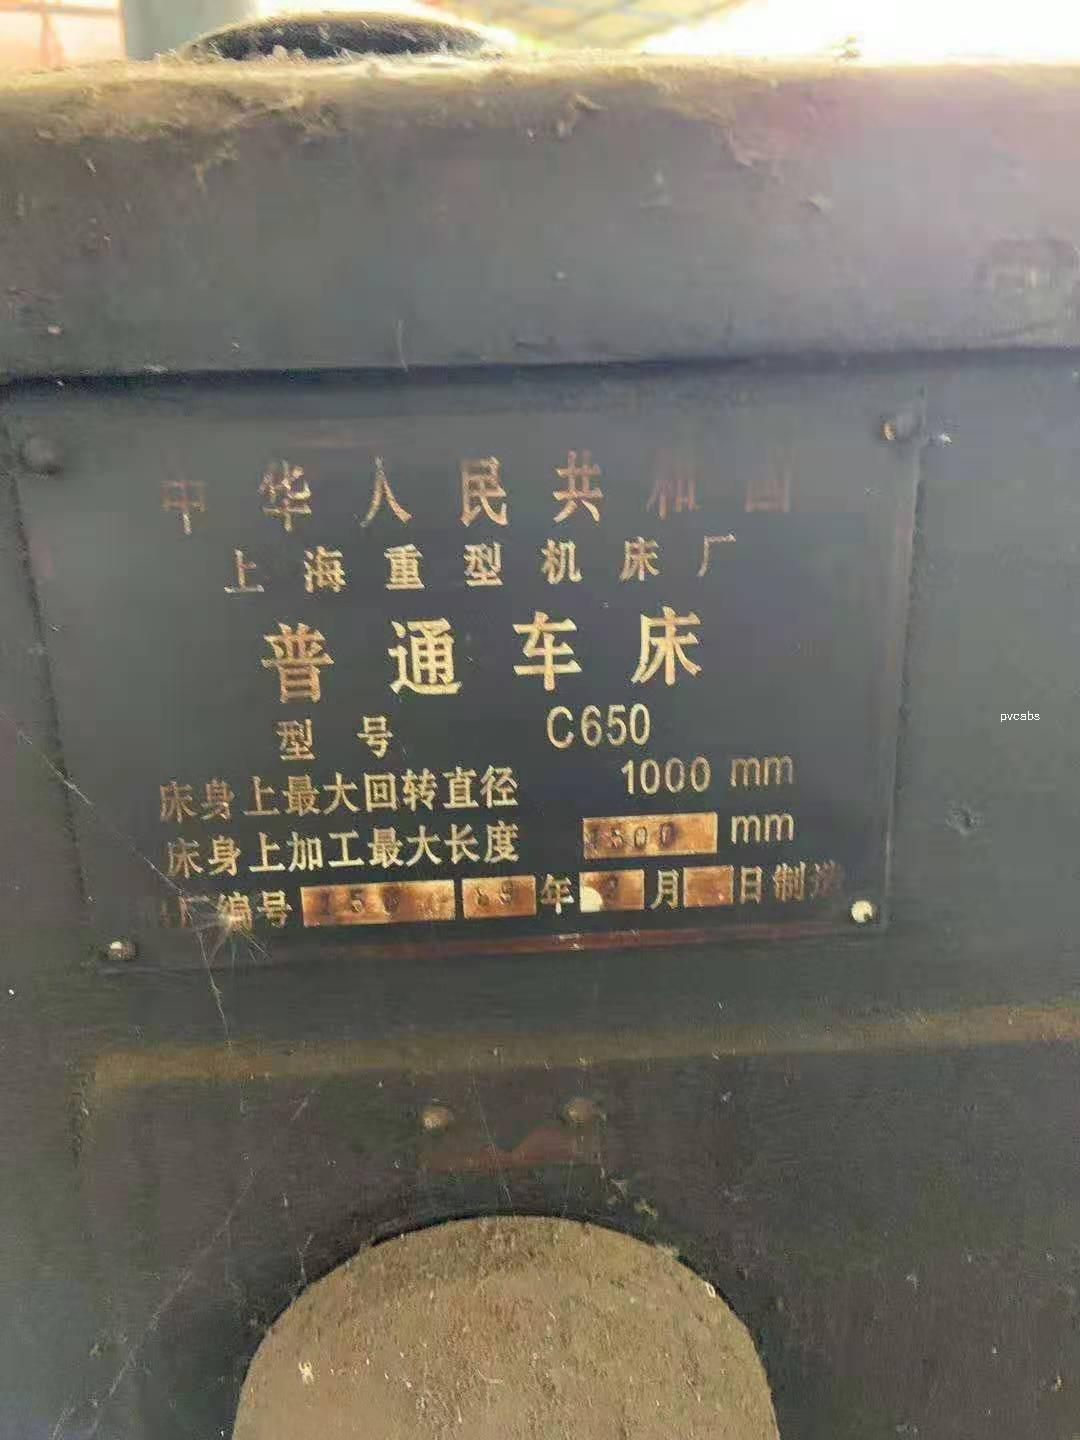 中华人民共和国
上海重型机床厂
普通车床
型号 C650
床身上最大回转直径 1000 mm
床身上加工最大长度 1500 mm
编号 年 月 日制造
pvcabs